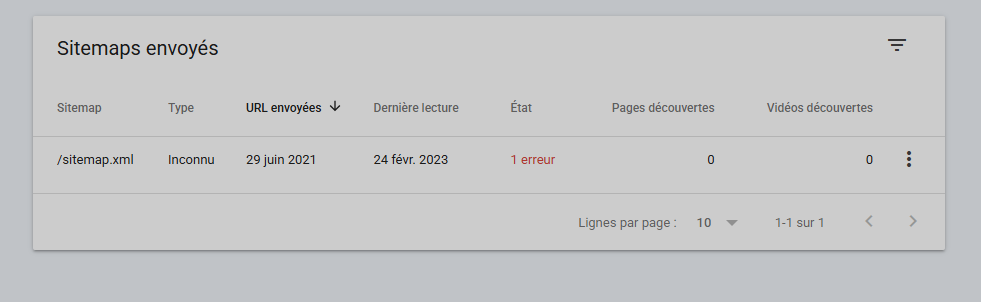 Sitemaps envoyés
Sitemap Type URL envoyées Dernière lecture État Pages découvertes Vidéos découvertes
/sitemap.xml Inconnu 29 juin 2021 24 févr. 2023 1 erreur 0 0
Lignes par page : 10 1-1 sur 1